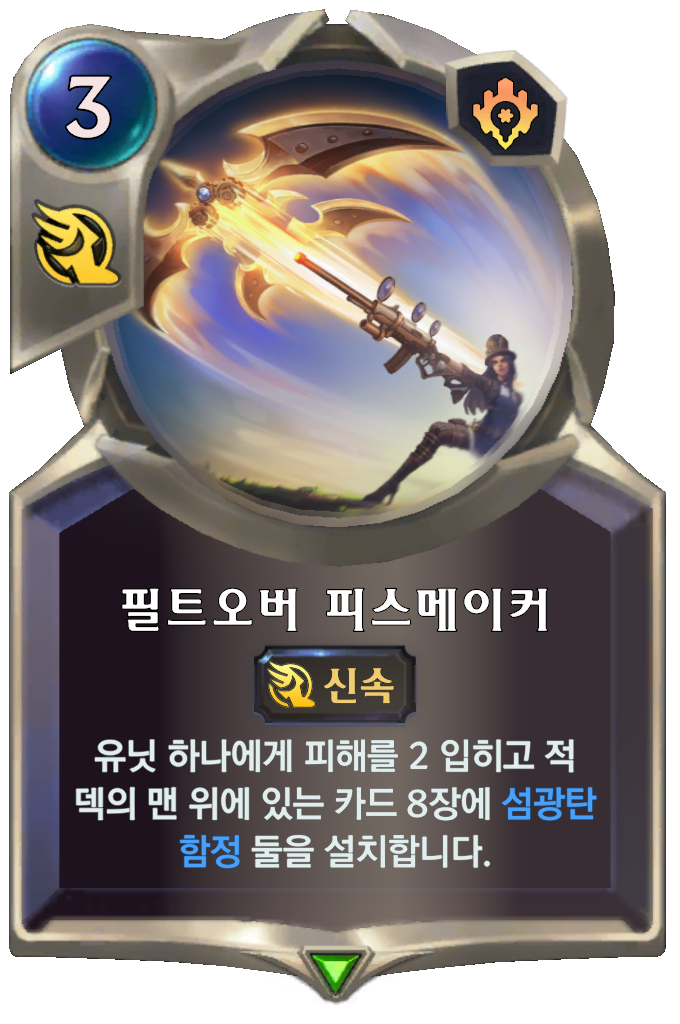 3
필트오버 피스메이커
신속
유닛 하나에게 피해를 2 입히고 적
덱의 맨 위에 있는 카드 8장에 섬광탄
함정 둘을 설치합니다.